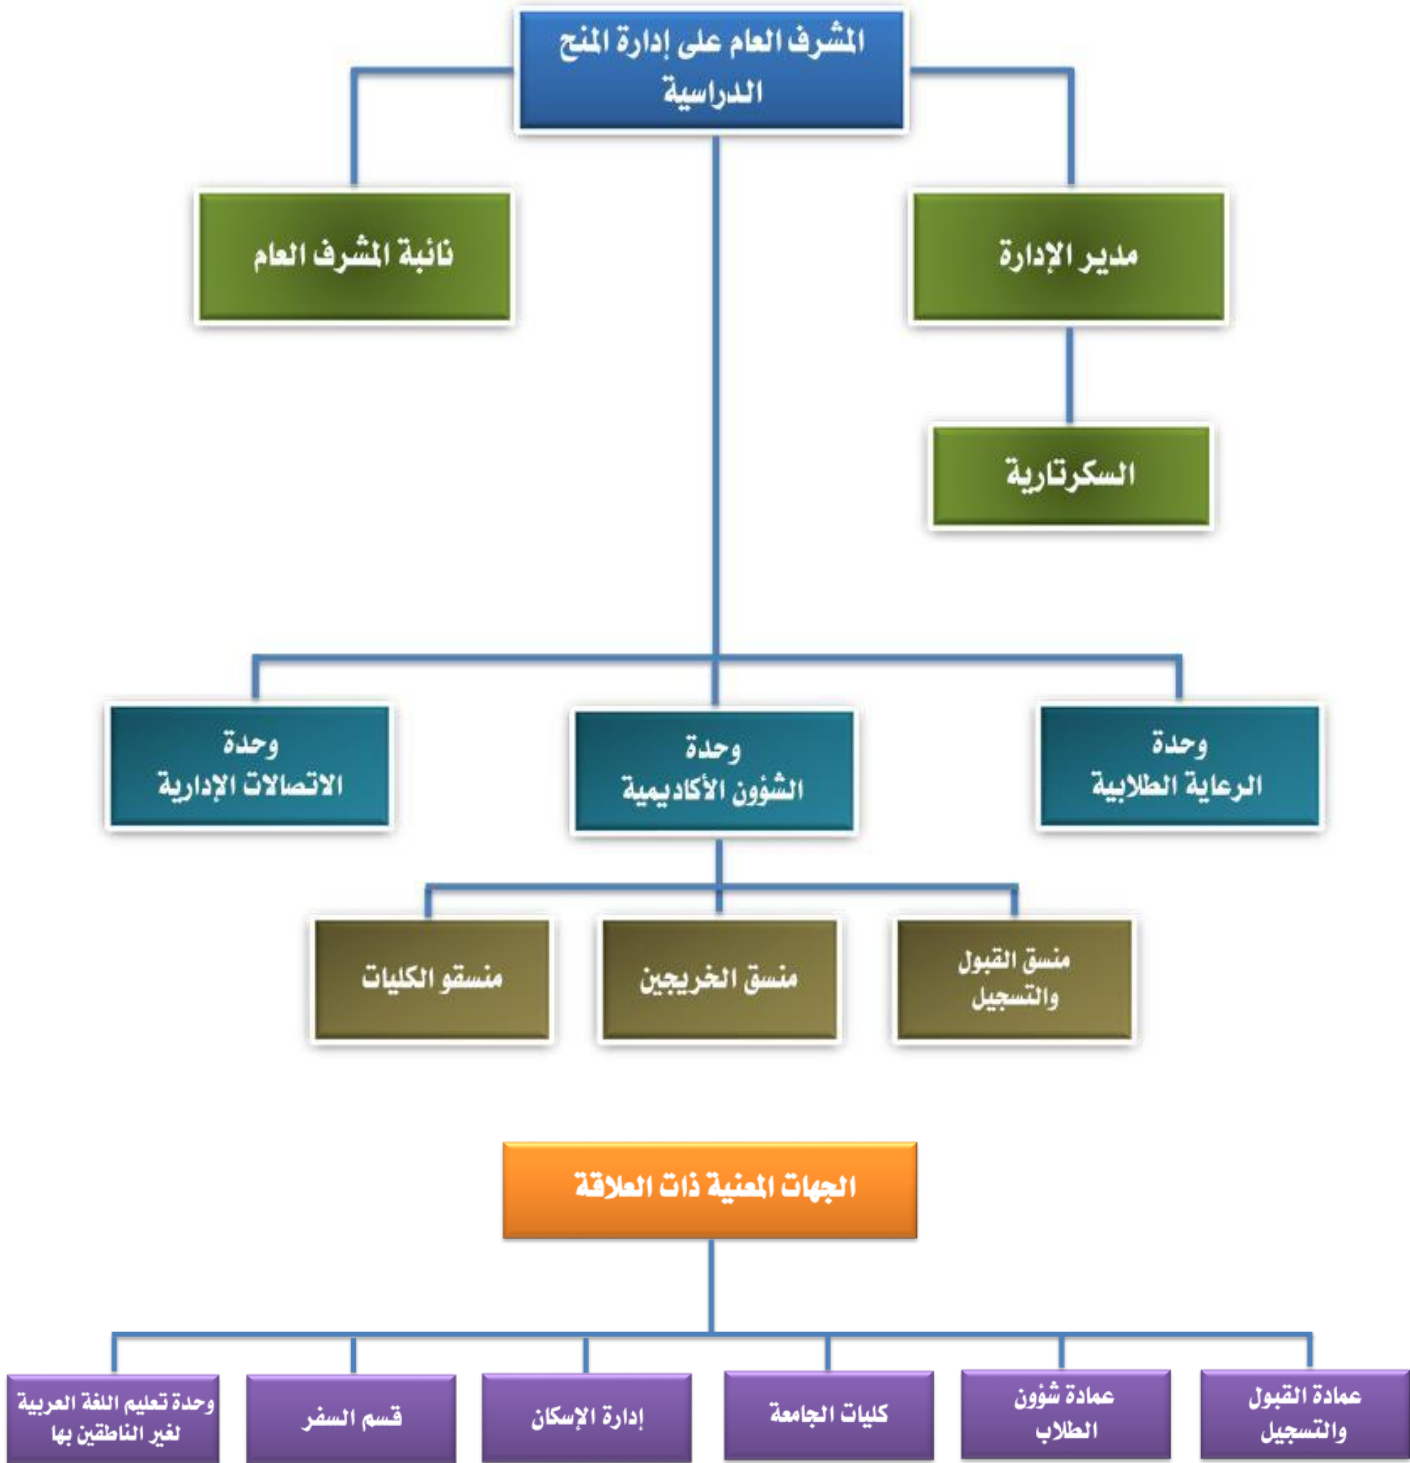 المشرف العام على إدارة المنح
الدراسية
مدير الإدارة
نائبة المشرف العام
السكرتارية
وحدة
الرعاية الطلابية
وحدة
الشؤون الأكاديمية
وحدة
الاتصالات الإدارية
منسق القبول
والتسجيل
منسق الخريجين
منسقو الكليات
الجهات المعنية ذات العلاقة
عمادة القبول
والتسجيل
عمادة شؤون
الطلاب
كليات الجامعة
إدارة الإسكان
قسم السفر
وحدة تعليم اللغة العربية
لغير الناطقين بها